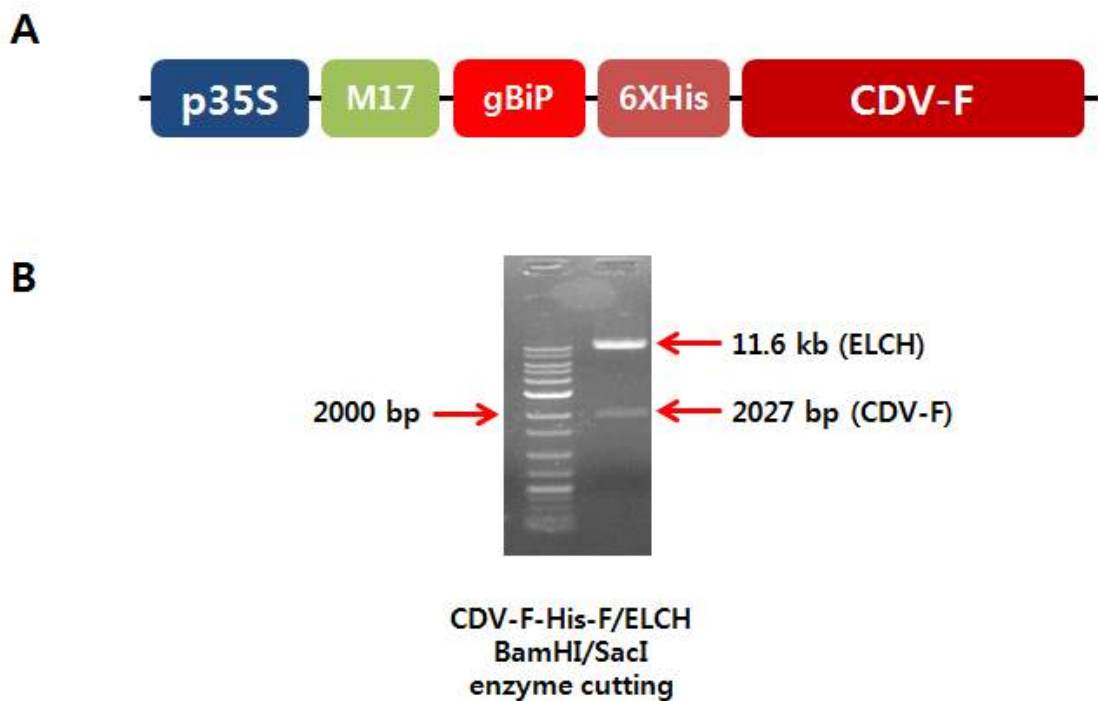 A
p35S M17 gBiP 6XHis CDV-F
B
11.6 kb (ELCH)
2000 bp 2027 bp (CDV-F)
CDV-F-His-F/ELCH
BamHI/SacI
enzyme cutting